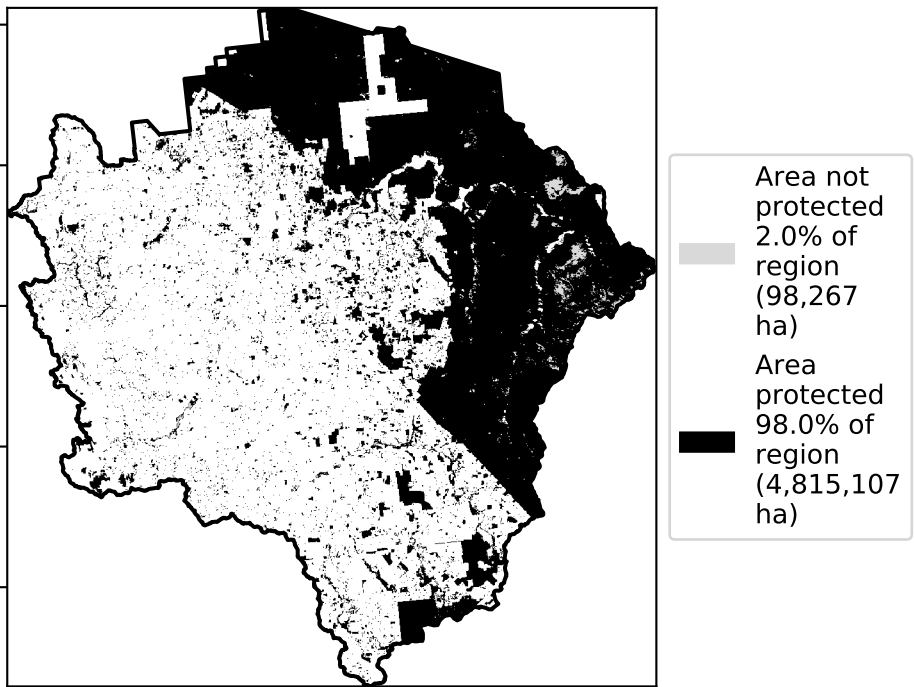 Area not
protected
2.0% of
region
(98,267
ha)
Area
protected
98.0% of
region
(4,815,107
ha)